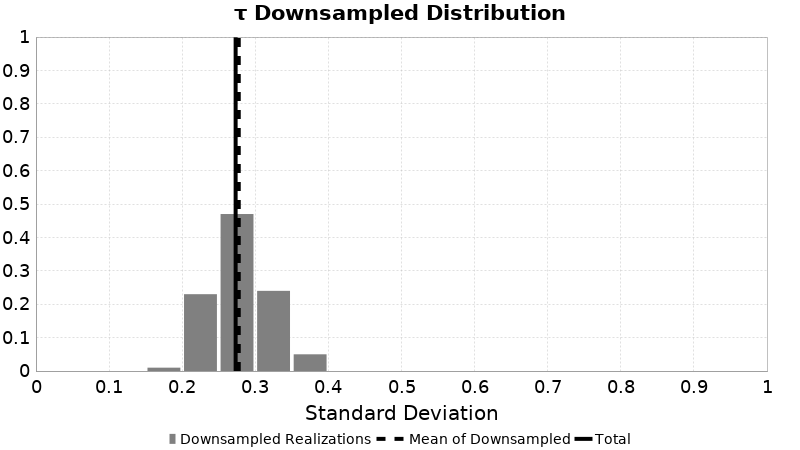 τ Downsampled Distribution
1
0.9
0.8
0.7
0.6
0.5
0.4
0.3
0.2
0.1
0
0 0.1 0.2 0.3 0.4 0.5 0.6 0.7 0.8 0.9 1
Standard Deviation
Downsampled Realizations Mean of Downsampled Total